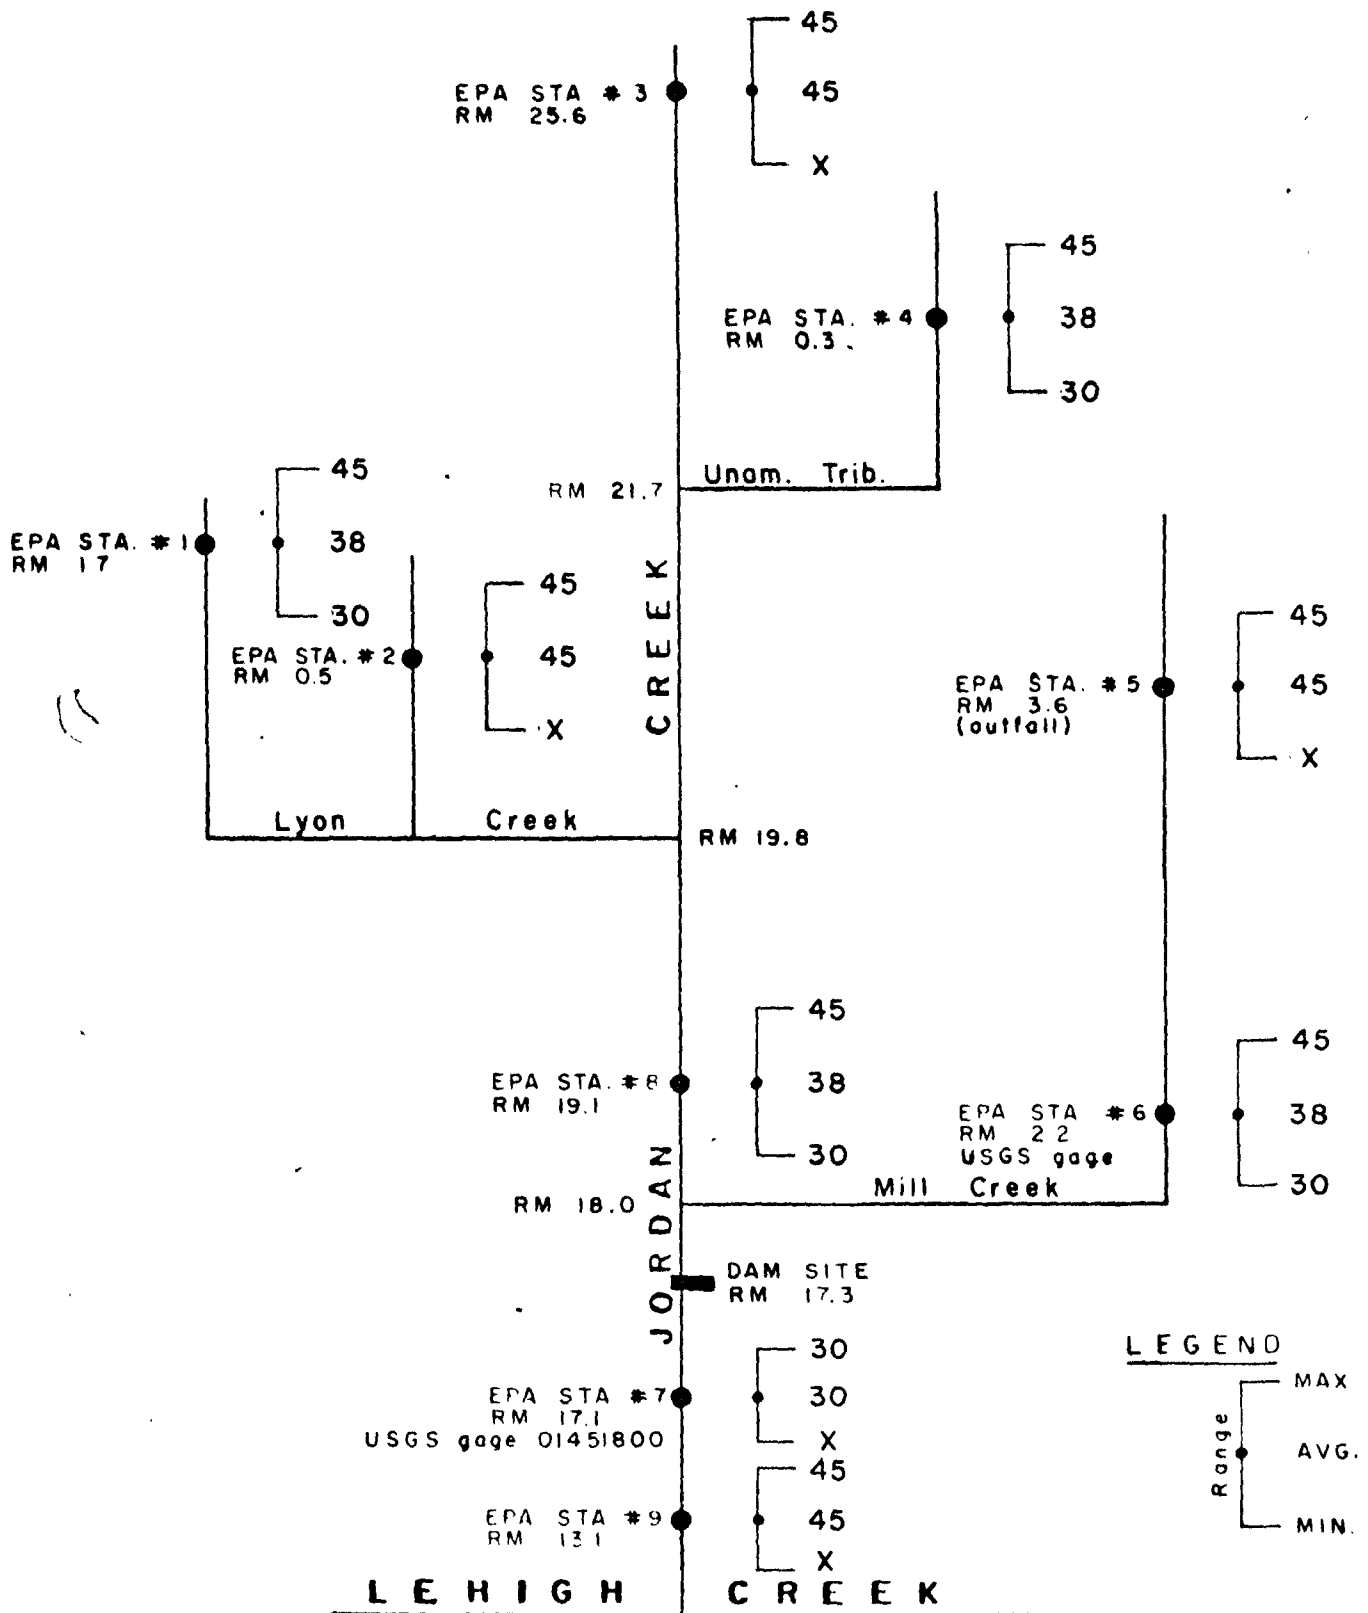 45
EPA STA # 3
RM 25.6
45
X
45
EPA STA. # 4
RM 0.3
38
30
45
Unam. Trib.
RM 21.7
EPA STA. # 1
RM 1 7
38
30
45
EPA STA. # 2
RM 0.5
45
X
CREEK
45
EPA STA. # 5
RM 3.6
(outfall)
45
X
Lyon Creek
RM 19.8
45
EPA STA. # 8
RM 19.1
38
30
45
EPA STA # 6
RM 2 2
USGS gage
38
30
Mill Creek
RM 18.0
JORDAN
DAM SITE
RM 17.3
30
EPA STA # 7
RM 17.1
USGS gage 01451800
30
X
45
EPA STA # 9
RM 13 1
45
X
LEGEND
MAX
Range
AVG.
MIN.
LEHIGH CREEK